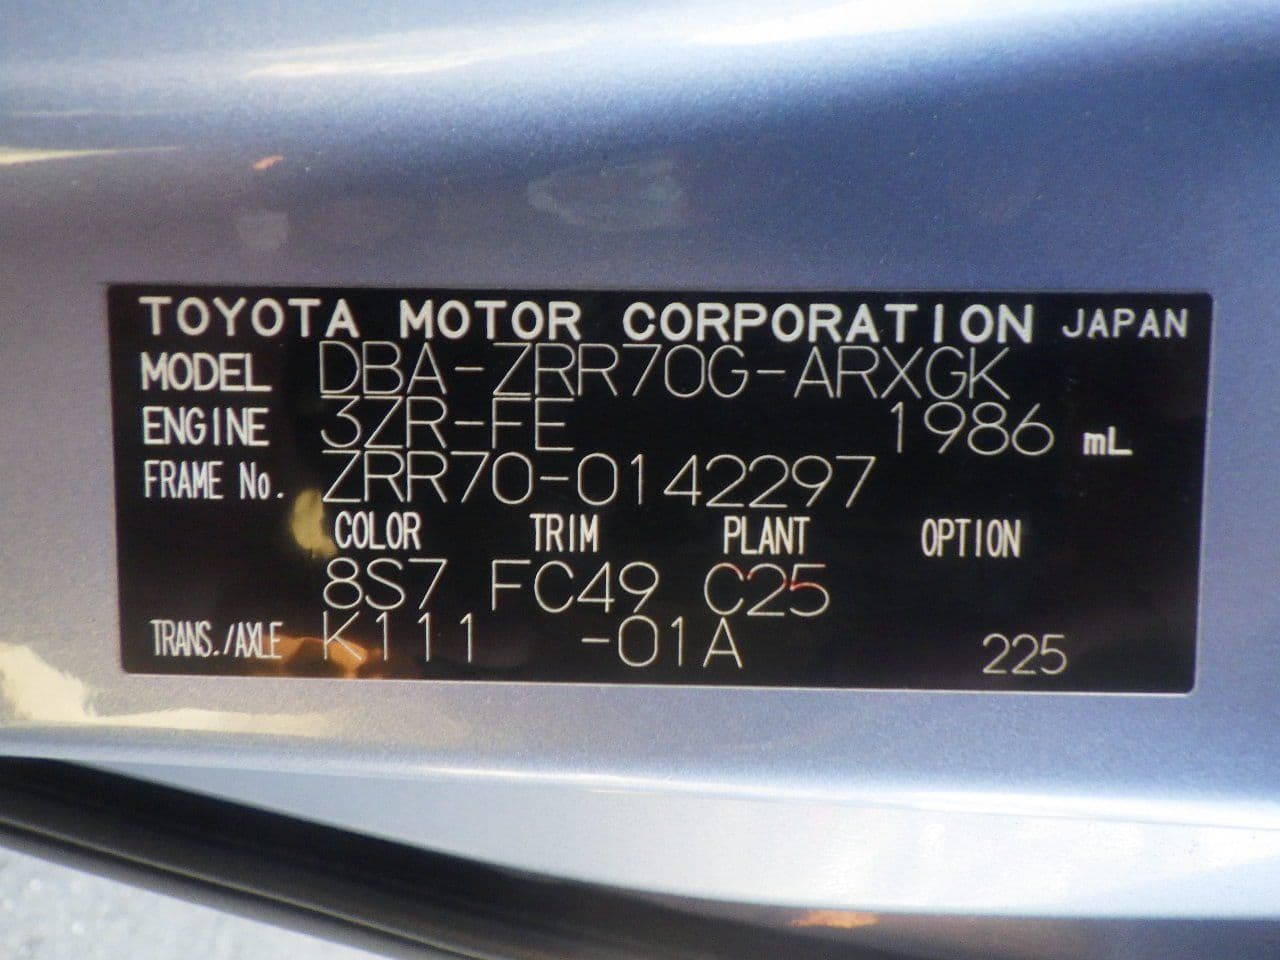 TOYOTA MOTOR CORPORATION JAPAN
MODEL DBA-ZRR70G-ARXGK
ENGINE 3ZR-FE 1986 mL
FRAME No. ZRR70-0142297
COLOR TRIM PLANT OPTION
8S7 FC49 C25
TRANS./AXLE K111 -01A 225